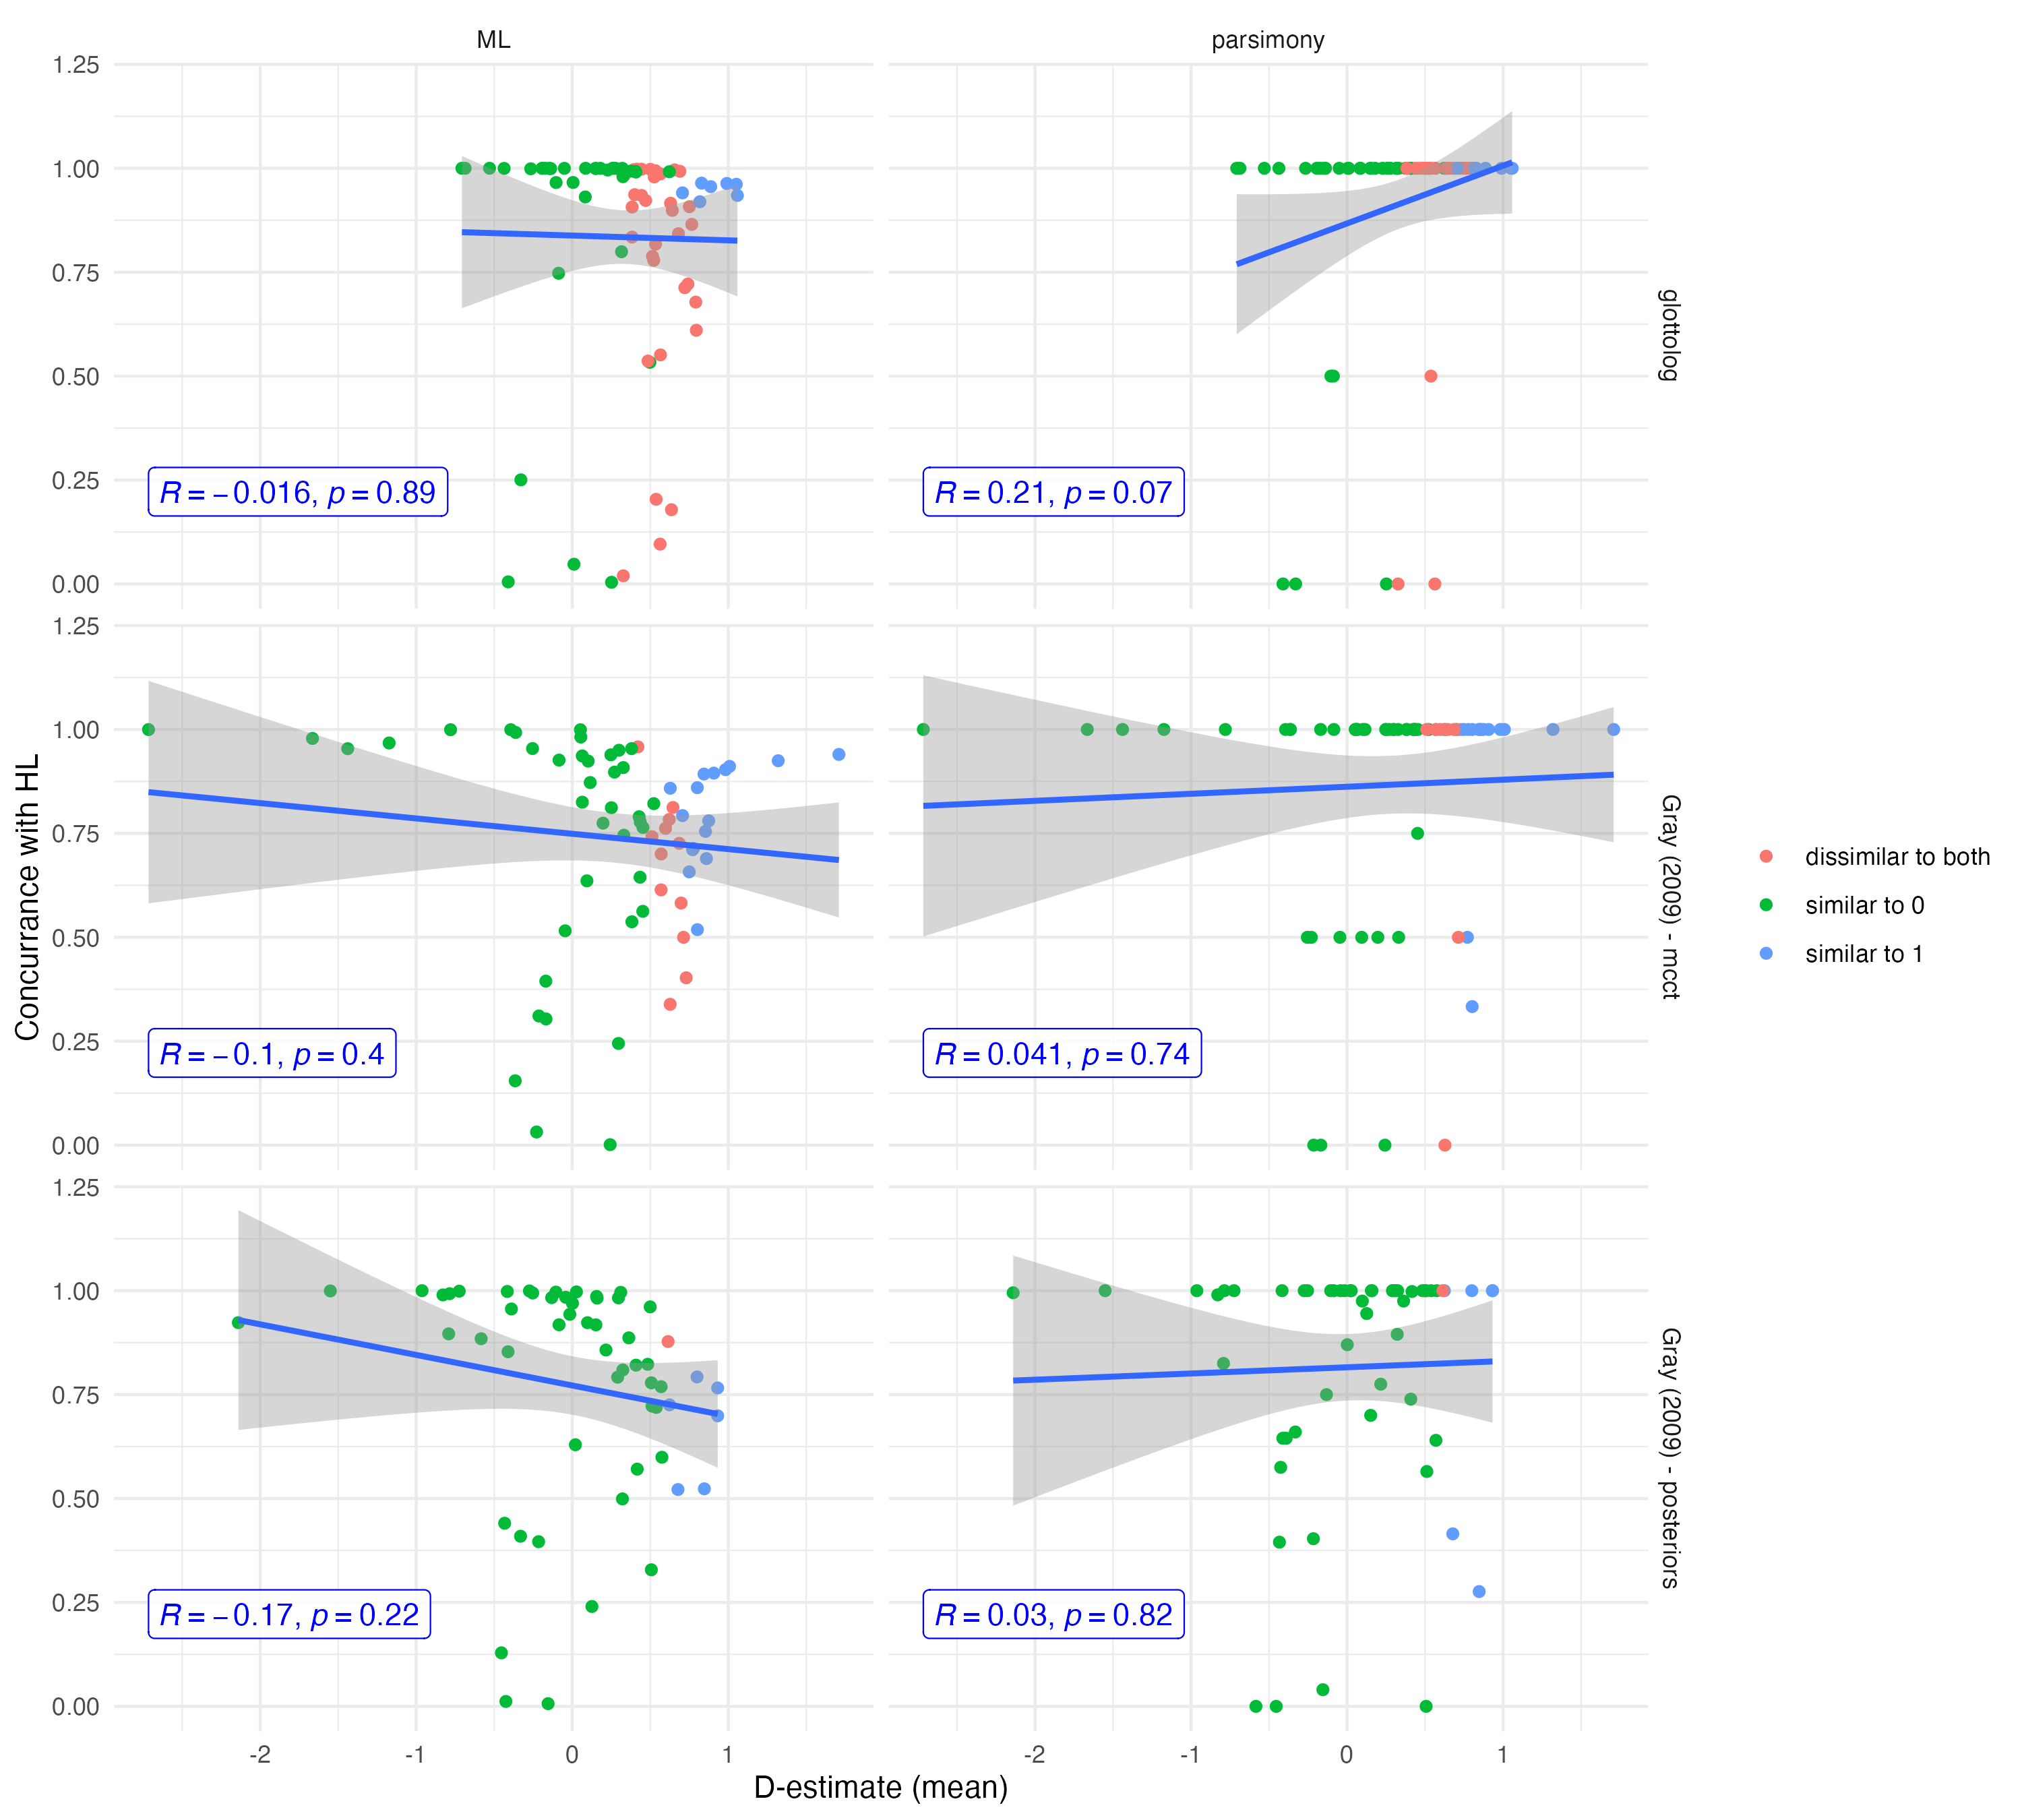 ML
parsimony
1.25
1.00
0.75
0.50
0.25
0.00
R = −0.016, p = 0.89
R = 0.21, p = 0.07
glottolog
1.25
1.00
0.75
0.50
0.25
0.00
R = −0.1, p = 0.4
R = 0.041, p = 0.74
Gray (2009) - mcct
1.25
1.00
0.75
0.50
0.25
0.00
R = −0.17, p = 0.22
R = 0.03, p = 0.82
Gray (2009) - posteriors
-2 -1 0 1
-2 -1 0 1
D-estimate (mean)
Concurrance with HL
dissimilar to both
similar to 0
similar to 1